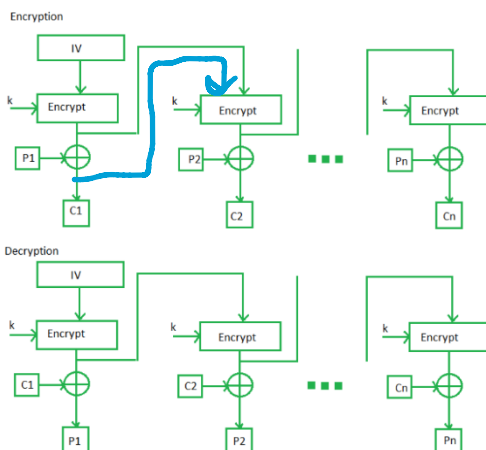 Encryption
IV
k
Encrypt
k
Encrypt
k
Encrypt
P1
P2
Pn
C1
C2
Cn
Decryption
IV
k
Encrypt
k
Encrypt
k
Encrypt
C1
C2
Cn
P1
P2
Pn